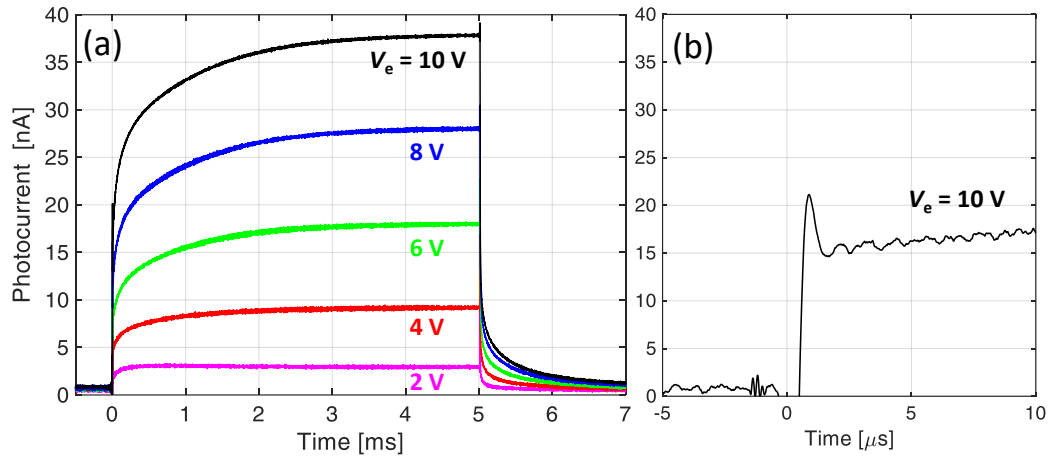 (a)
V_e = 10 V
8 V
6 V
4 V
2 V
40
35
30
25
20
15
10
5
0
Photocurrent [nA]
0 1 2 3 4 5 6 7
Time [ms]
(b)
V_e = 10 V
40
35
30
25
20
15
10
5
0
-5 0 5 10
Time [μs]